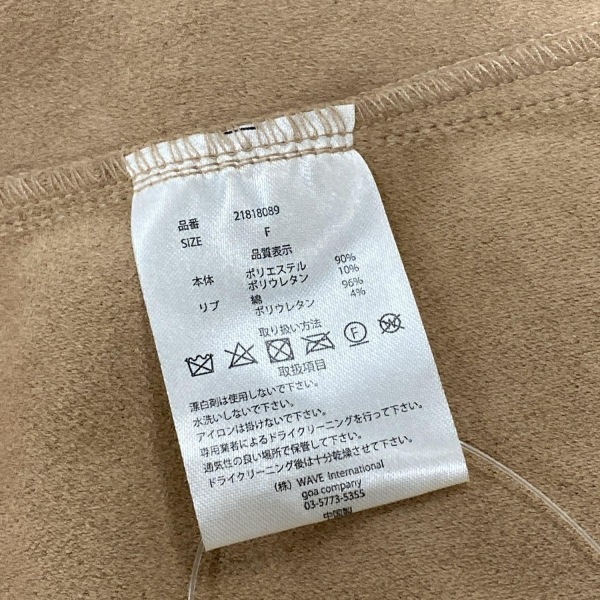 品番 21818089
SIZE F
品質表示
本体 ポリエステル 90%
ポリウレタン 10%
リブ 綿 96%
ポリウレタン 4%
取り扱い方法
F W
取扱項目
漂白剤は使用しないで下さい。
水洗いしないで下さい。
アイロンは掛けないで下さい。
専用業者によるドライクリーニングを行って下さい。
通気性の良い場所で保管して下さい。
ドライクリーニング後は十分乾燥させて下さい。
(株) WAVE International
goa company
03-5773-5355
中国製